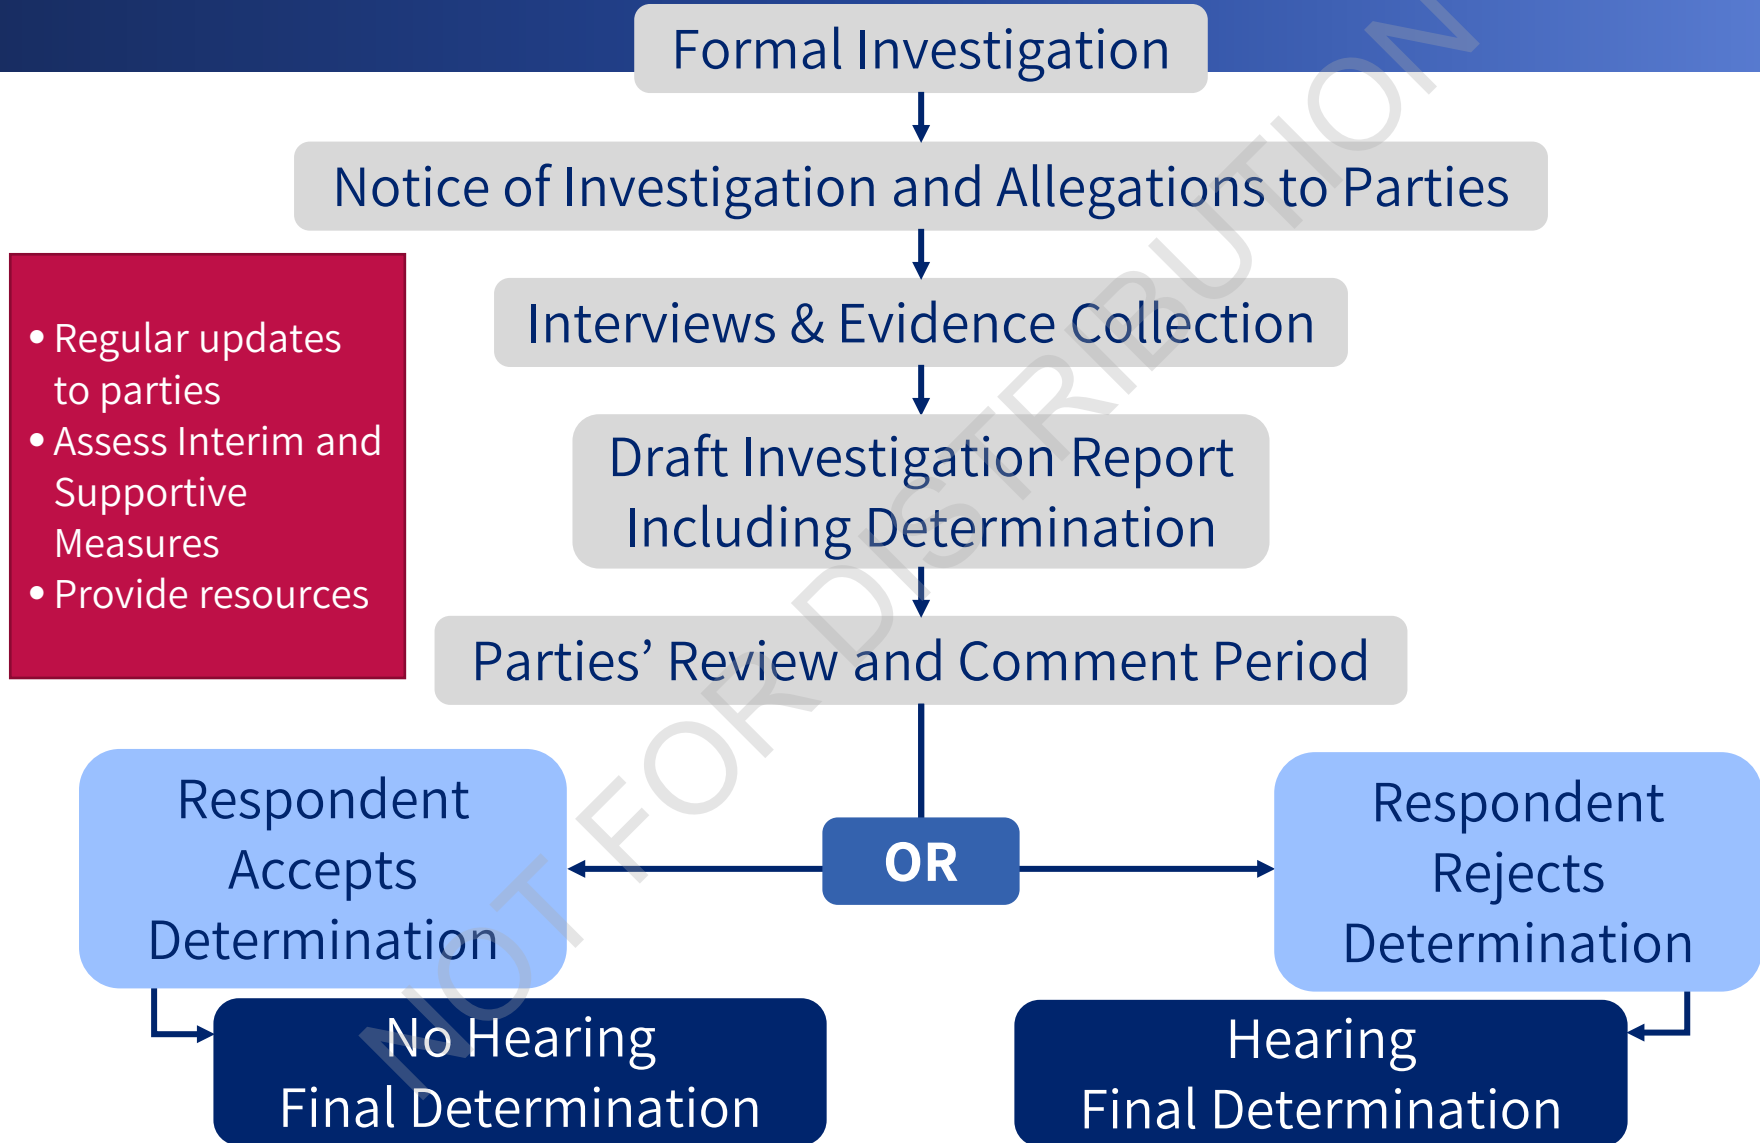 Formal Investigation
Notice of Investigation and Allegations to Parties
• Regular updates
to parties
• Assess Interim and
Supportive
Measures
• Provide resources
Interviews & Evidence Collection
Draft Investigation Report
Including Determination
Parties’ Review and Comment Period
Respondent
Accepts
Determination
OR
Respondent
Rejects
Determination
No Hearing
Final Determination
Hearing
Final Determination
NOT FOR DISTRIBUTION